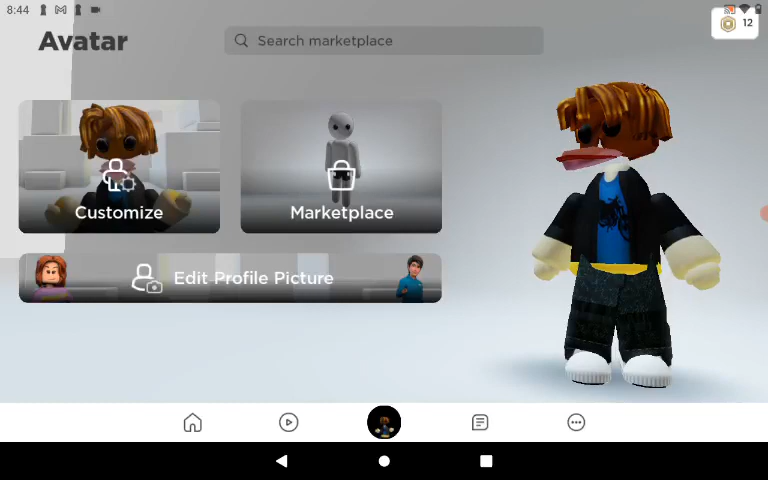 8:44
12
Avatar
Search marketplace
Customize
Marketplace
Edit Profile Picture